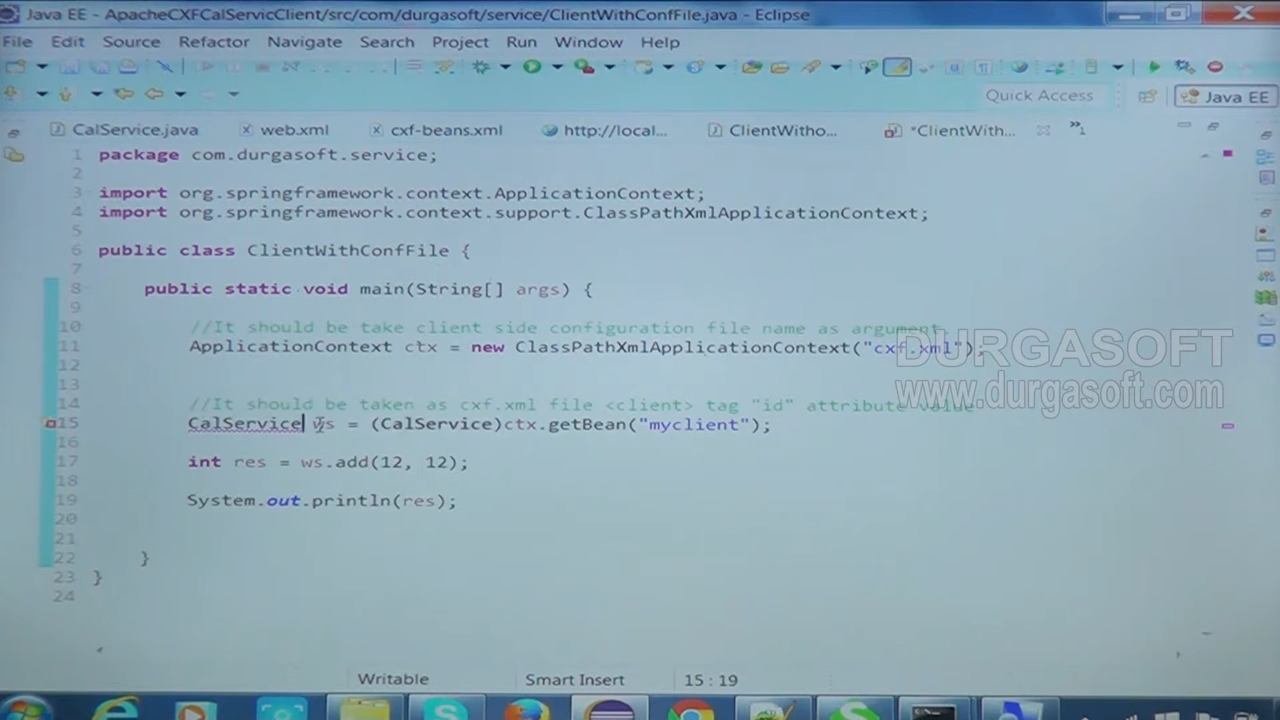 Java EE - ApacheCXFCalServicClient/src/com/durgasoft/service/ClientWithConfFile.java - Eclipse
File Edit Source Refactor Navigate Search Project Run Window Help
Quick Access
Java EE
CalService.java
web.xml
cxf-beans.xml
http://local...
ClientWitho...
*ClientWith...
»1
1 package com.durgasoft.service;
2
3 import org.springframework.context.ApplicationContext;
4 import org.springframework.context.support.ClassPathXmlApplicationContext;
5
6 public class ClientWithConfFile {
7
8 public static void main(String[] args) {
9
10 //It should be take client side configuration file name as argument
11 ApplicationContext ctx = new ClassPathXmlApplicationContext("cxf.xml");
12
13
14 //It should be taken as cxf.xml file <client> tag "id" attribute value
15 CalService ws = (CalService)ctx.getBean("myclient");
16
17 int res = ws.add(12, 12);
18
19 System.out.println(res);
20
21
22 }
23 }
24
DURGASOFT
www.durgasoft.com
Writable
Smart Insert
15 : 19